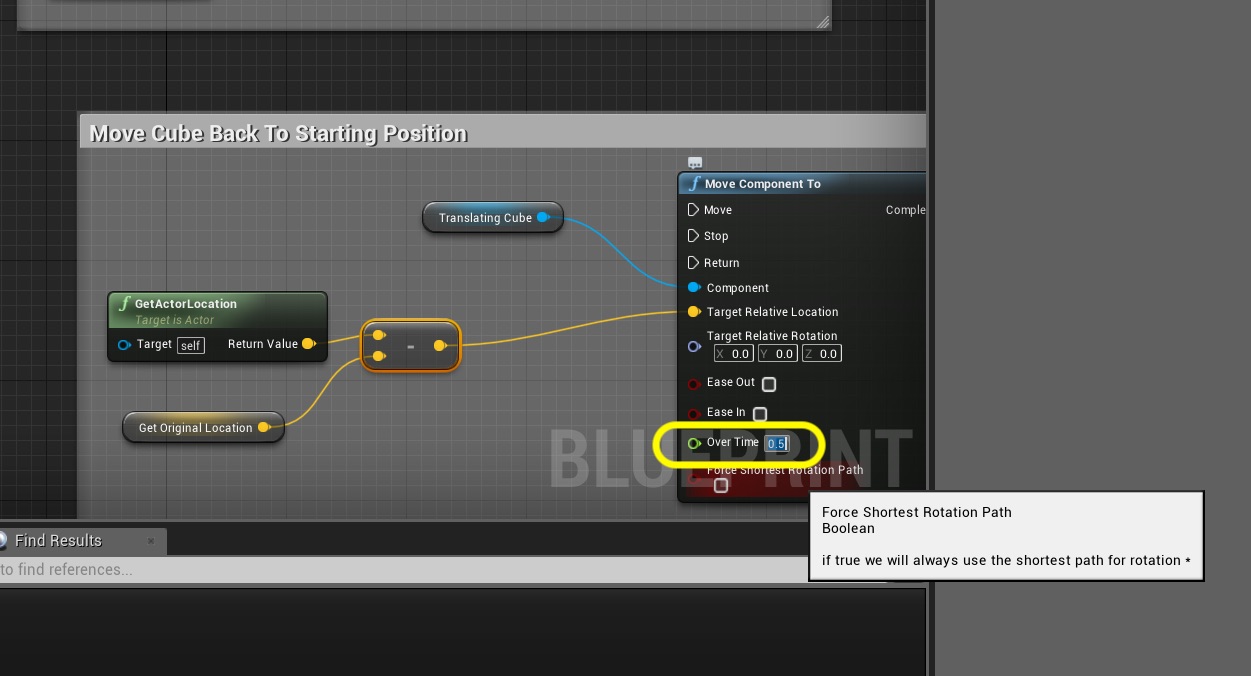 Move Cube Back To Starting Position
Move Component To
Translating Cube
Move
Comple
Stop
Return
Component
GetActorLocation
Target is Actor
Target Relative Location
Target
self
Return Value
-
Target Relative Rotation
X 0.0 Y 0.0 Z 0.0
Ease Out
Ease In
Get Original Location
Over Time 0.5
BLUEPRINT
Force Shortest Rotation Path
Force Shortest Rotation Path
Boolean
if true we will always use the shortest path for rotation *
Find Results
to find references...